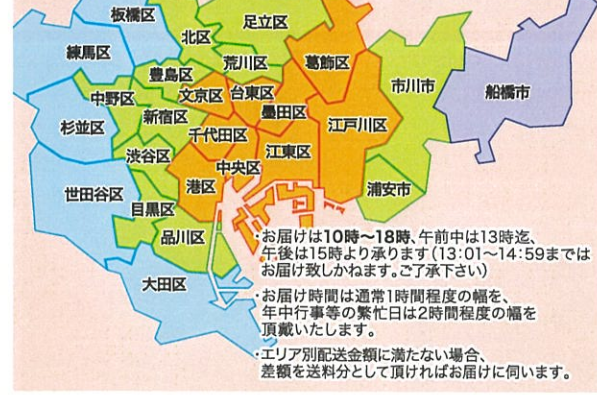 板橋区
足立区
北区
練馬区
荒川区
葛飾区
豊島区
市川市
船橋市
中野区
文京区
台東区
墨田区
新宿区
杉並区
千代田区
江戸川区
渋谷区
中央区
江東区
港区
浦安市
世田谷区
目黒区
品川区
大田区
・お届けは10時〜18時、午前中は13時迄、
午後は15時より承ります(13:01〜14:59までは
お届け致しかねます。ご了承下さい)
・お届け時間は通常1時間程度の幅を、
年中行事等の繁忙日は2時間程度の幅を
頂戴いたします。
・エリア別配送金額に満たない場合、
差額を送料分として頂ければお届けに伺います。